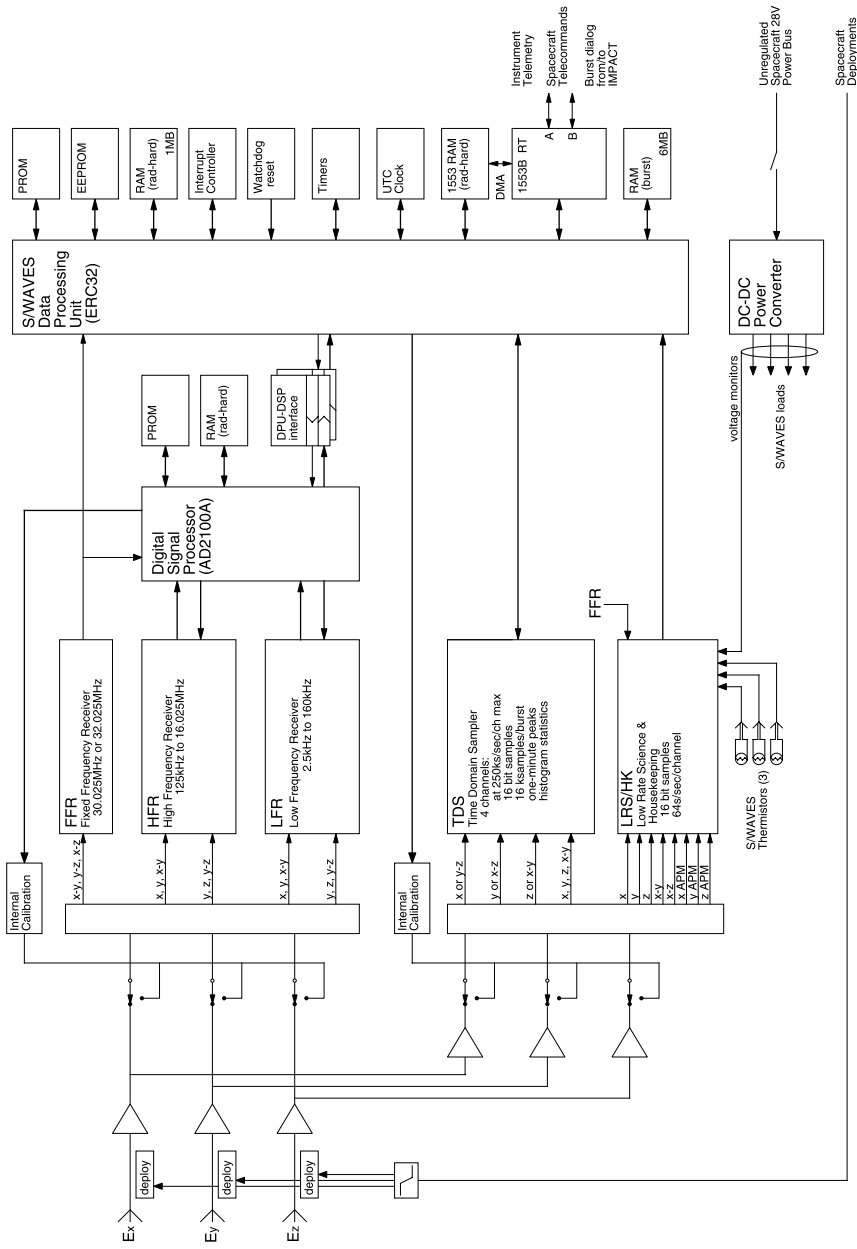 Ex
Ey
Ez
deploy
deploy
deploy
Internal
Calibration
x-y, y-z, x-z
x, y, x-y
y, z, y-z
x, y, x-y
y, z, y-z
FFR
Fixed Frequency Receiver
30.025MHz or 32.025MHz
HFR
High Frequency Receiver
125kHz to 16.025MHz
LFR
Low Frequency Receiver
2.5kHz to 160kHz
Digital
Signal
Processor
(AD2100A)
PROM
RAM
(rad-hard)
DPU-DSP
interface
S/WAVES
Data
Processing
Unit
(ERC32)
PROM
EEPROM
RAM
(rad-hard)
1MB
Interrupt
Controller
Watchdog
reset
Timers
UTC
Clock
1553 RAM
(rad-hard)
DMA
1553B RT
A
B
RAM
(burst)
6MB
Instrument
Telemetry
Spacecraft
Telecommands
Burst dialog
from/to
IMPACT
Internal
Calibration
x or y-z
y or x-z
z or x-y
x, y, z, x-y
TDS
Time Domain Sampler
4 channels:
at 250ks/sec/ch max
16 bit samples
16 ksamples/burst
one-minute peaks
histogram statistics
x
y
z
x-y
x-z
x APM
y APM
z APM
LRS/HK
Low Rate Science &
Housekeeping
16 bit samples
64s/sec/channel
FFR
S/WAVES
Thermistors (3)
voltage monitors
S/WAVES loads
DC-DC
Power
Converter
Unregulated
Spacecraft 28V
Power Bus
Spacecraft
Deployments